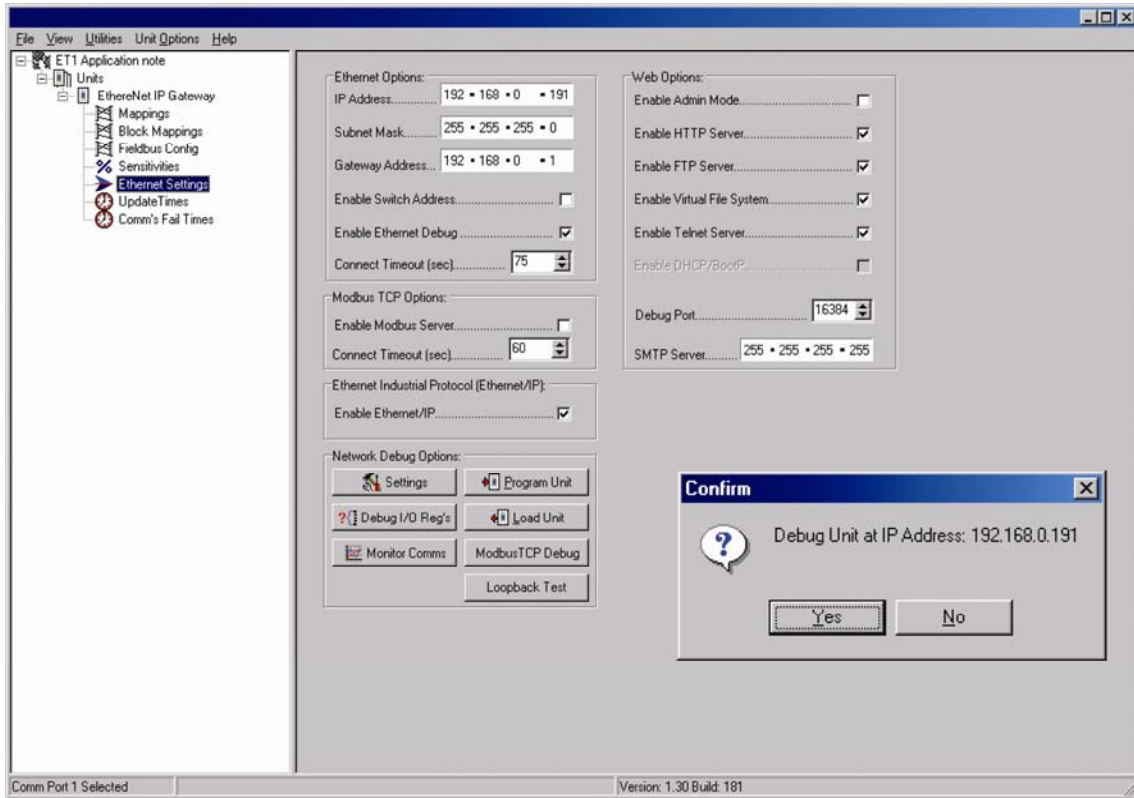 File View Utilities Unit Options Help
ET1 Application note
Units
EthereNet IP Gateway
Mappings
Block Mappings
Fieldbus Config
Sensitivities
Ethernet Settings
UpdateTimes
Comm's Fail Times
Ethernet Options:
IP Address.............. 192 • 168 • 0 • 191
Subnet Mask......... 255 • 255 • 255 • 0
Gateway Address... 192 • 168 • 0 • 1
Enable Switch Address..........................
Enable Ethernet Debug .........................
Connect Timeout (sec)................ 75
Modbus TCP Options:
Enable Modbus Server..........................
Connect Timeout (sec)................ 60
Ethernet Industrial Protocol (Ethernet/IP):
Enable Ethernet/IP................................
Network Debug Options:
Settings
Program Unit
Debug I/O Reg's
Load Unit
Monitor Comms
ModbusTCP Debug
Loopback Test
Web Options:
Enable Admin Mode..............................
Enable HTTP Server..............................
Enable FTP Server................................
Enable Virtual File System.....................
Enable Telnet Server.............................
Enable DHCP/BootP..............................
Debug Port............................... 16384
SMTP Server.......... 255 • 255 • 255 • 255
Confirm
Debug Unit at IP Address: 192.168.0.191
Yes
No
Comm Port 1 Selected
Version: 1.30 Build: 181